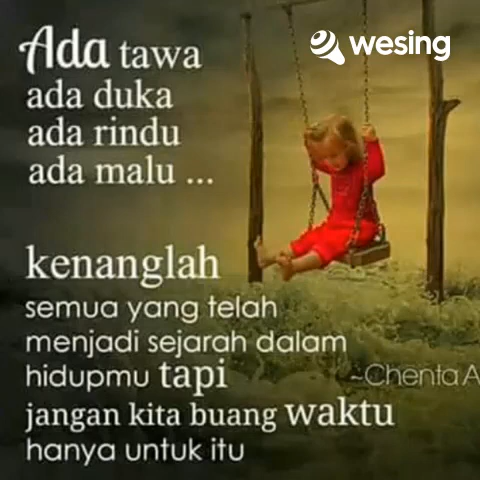 wesing
Ada tawa
ada duka
ada rindu
ada malu ...
kenanglah
semua yang telah
menjadi sejarah dalam
hidupmu tapi
~Chenta A
jangan kita buang waktu
hanya untuk itu